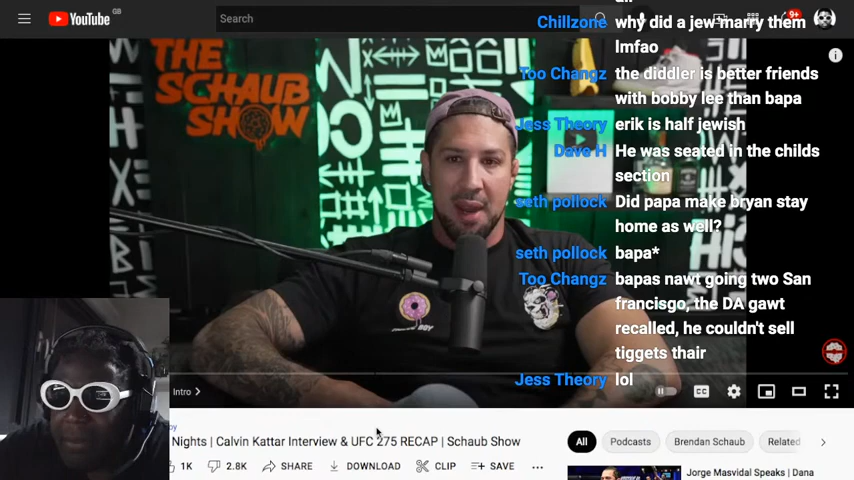 YouTube GB
Search
9+
THE
SCHAUB
SHOW
Chillzone why did a jew marry them
lmfao
Too Changz the diddler is better friends
with bobby lee than bapa
Jess Theory erik is half jewish
Dave H He was seated in the childs
section
seth pollock Did papa make bryan stay
home as well?
seth pollock bapa*
Too Changz bapas nawt going two San
francisgo, the DA gawt
recalled, he couldn't sell
tiggets thair
Jess Theory lol
Intro
Nights | Calvin Kattar Interview & UFC 275 RECAP | Schaub Show
1K 2.8K SHARE DOWNLOAD CLIP SAVE
All Podcasts Brendan Schaub Related
Jorge Masvidal Speaks | Dana